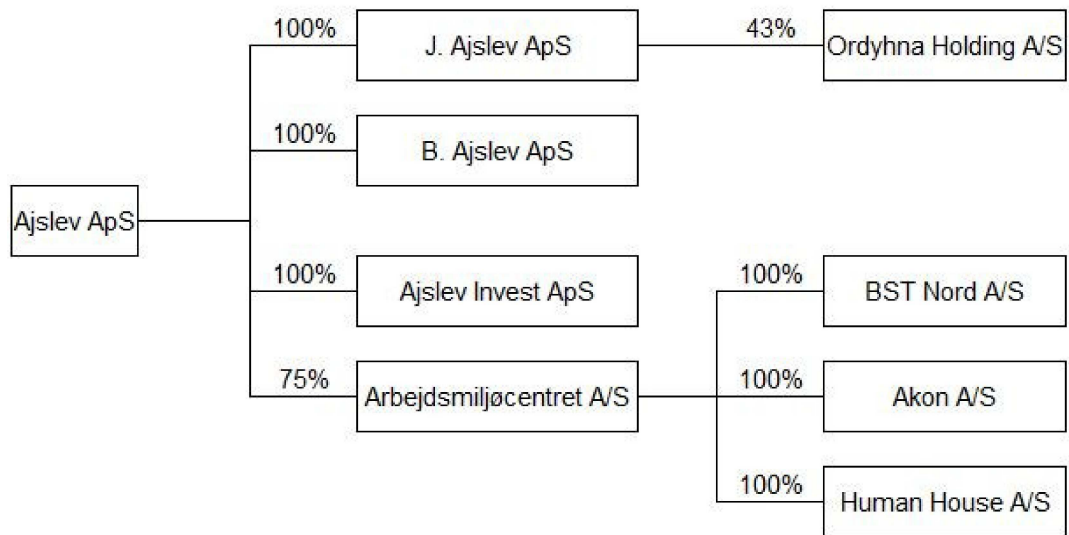 100%
J. Ajslev ApS
43%
Ordyhna Holding A/S
100%
B. Ajslev ApS
Ajslev ApS
100%
Ajslev Invest ApS
100%
BST Nord A/S
75%
Arbejdsmiljøcentret A/S
100%
Akon A/S
100%
Human House A/S